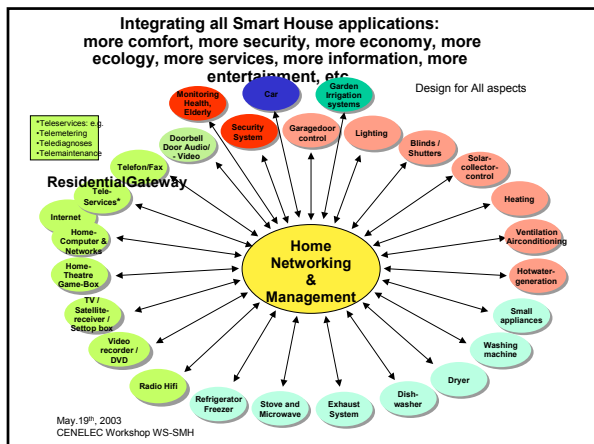 Integrating all Smart House applications:
more comfort, more security, more economy, more
ecology, more services, more information, more
entertainment, etc
Design for All aspects
*Teleservices: e.g.
•Telemetering
•Telediagnoses
•Telemaintenance
Monitoring
Health,
Elderly
Car
Garden
Irrigation
systems
Doorbell
Door Audio/
- Video
Security
System
Garagedoor
control
Lighting
Blinds /
Shutters
Solar-
collector-
control
Telefon/Fax
ResidentialGateway
Tele-
Services*
Heating
Internet
Home-
Computer &
Networks
Ventilation
Airconditioning
Home
Networking
&
Management
Home-
Theatre
Game-Box
Hotwater-
generation
TV /
Satellite-
receiver /
Settop box
Small
appliances
Video
recorder /
DVD
Washing
machine
Radio Hifi
Dryer
Refrigerator
Freezer
Stove and
Microwave
Exhaust
System
Dish-
washer
May.19th, 2003
CENELEC Workshop WS-SMH